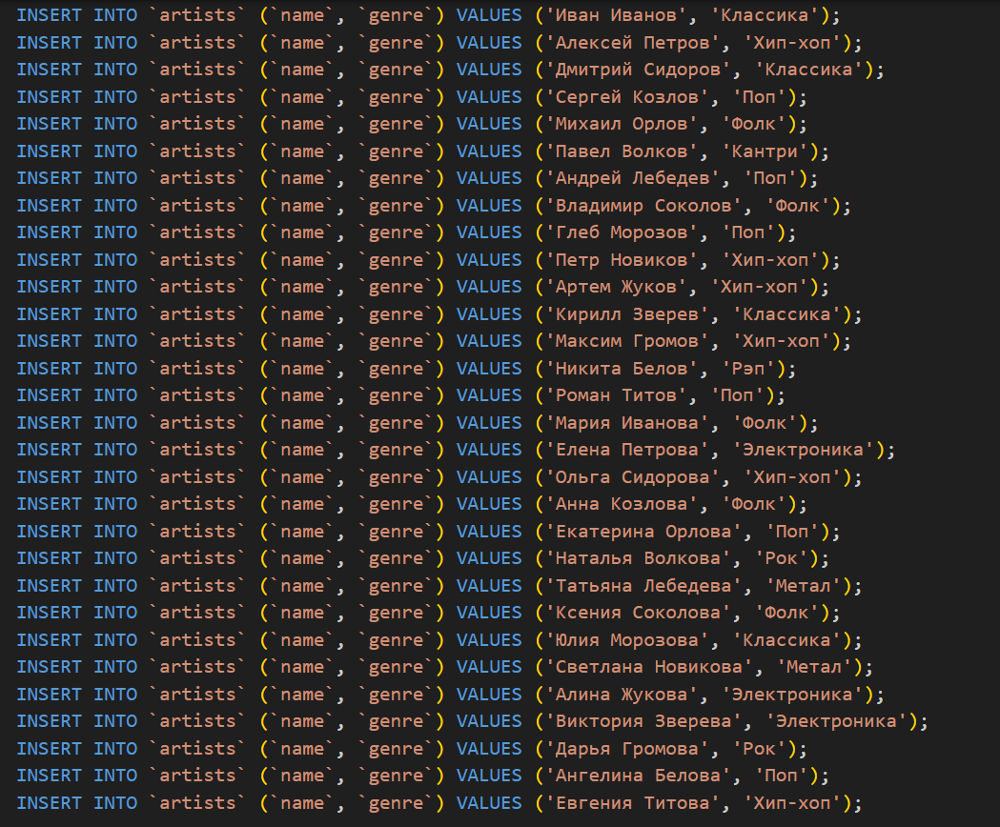 INSERT INTO `artists` (`name`, `genre`) VALUES ('Иван Иванов', 'Классика');
INSERT INTO `artists` (`name`, `genre`) VALUES ('Алексей Петров', 'Хип-хоп');
INSERT INTO `artists` (`name`, `genre`) VALUES ('Дмитрий Сидоров', 'Классика');
INSERT INTO `artists` (`name`, `genre`) VALUES ('Сергей Козлов', 'Поп');
INSERT INTO `artists` (`name`, `genre`) VALUES ('Михаил Орлов', 'Фолк');
INSERT INTO `artists` (`name`, `genre`) VALUES ('Павел Волков', 'Кантри');
INSERT INTO `artists` (`name`, `genre`) VALUES ('Андрей Лебедев', 'Поп');
INSERT INTO `artists` (`name`, `genre`) VALUES ('Владимир Соколов', 'Фолк');
INSERT INTO `artists` (`name`, `genre`) VALUES ('Глеб Морозов', 'Поп');
INSERT INTO `artists` (`name`, `genre`) VALUES ('Петр Новиков', 'Хип-хоп');
INSERT INTO `artists` (`name`, `genre`) VALUES ('Артем Жуков', 'Хип-хоп');
INSERT INTO `artists` (`name`, `genre`) VALUES ('Кирилл Зверев', 'Классика');
INSERT INTO `artists` (`name`, `genre`) VALUES ('Максим Громов', 'Хип-хоп');
INSERT INTO `artists` (`name`, `genre`) VALUES ('Никита Белов', 'Рэп');
INSERT INTO `artists` (`name`, `genre`) VALUES ('Роман Титов', 'Поп');
INSERT INTO `artists` (`name`, `genre`) VALUES ('Мария Иванова', 'Фолк');
INSERT INTO `artists` (`name`, `genre`) VALUES ('Елена Петрова', 'Электроника');
INSERT INTO `artists` (`name`, `genre`) VALUES ('Ольга Сидорова', 'Хип-хоп');
INSERT INTO `artists` (`name`, `genre`) VALUES ('Анна Козлова', 'Фолк');
INSERT INTO `artists` (`name`, `genre`) VALUES ('Екатерина Орлова', 'Поп');
INSERT INTO `artists` (`name`, `genre`) VALUES ('Наталья Волкова', 'Рок');
INSERT INTO `artists` (`name`, `genre`) VALUES ('Татьяна Лебедева', 'Метал');
INSERT INTO `artists` (`name`, `genre`) VALUES ('Ксения Соколова', 'Фолк');
INSERT INTO `artists` (`name`, `genre`) VALUES ('Юлия Морозова', 'Классика');
INSERT INTO `artists` (`name`, `genre`) VALUES ('Светлана Новикова', 'Метал');
INSERT INTO `artists` (`name`, `genre`) VALUES ('Алина Жукова', 'Электроника');
INSERT INTO `artists` (`name`, `genre`) VALUES ('Виктория Зверева', 'Электроника');
INSERT INTO `artists` (`name`, `genre`) VALUES ('Дарья Громова', 'Рок');
INSERT INTO `artists` (`name`, `genre`) VALUES ('Ангелина Белова', 'Поп');
INSERT INTO `artists` (`name`, `genre`) VALUES ('Евгения Титова', 'Хип-хоп');